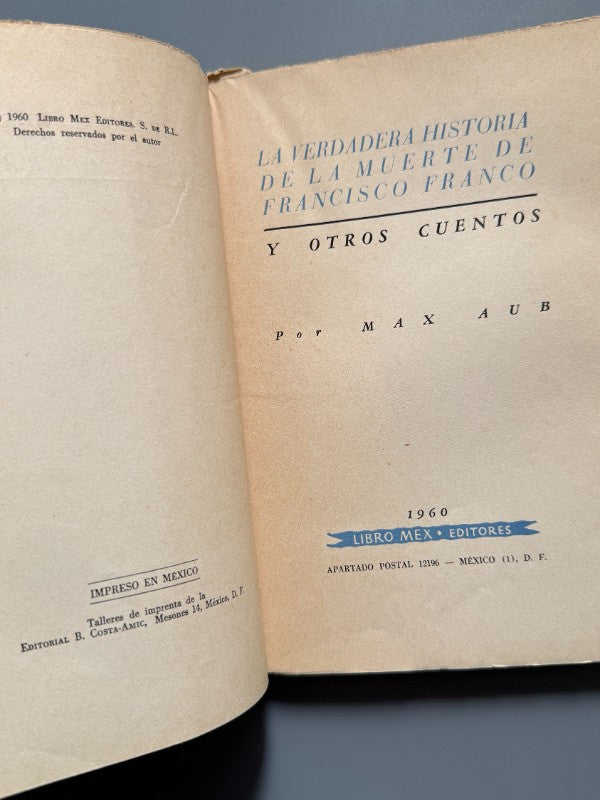 ) 1960 LIBRO MEX EDITORES, S. DE R.L.
Derechos reservados por el autor
IMPRESO EN MÉXICO
Talleres de imprenta de la
EDITORIAL B. COSTA-AMIC, Mesones 14, México, D. F.
LA VERDADERA HISTORIA
DE LA MUERTE DE
FRANCISCO FRANCO
Y OTROS CUENTOS
Por MAX AUB
1960
LIBRO MEX • EDITORES
APARTADO POSTAL 12196 — MÉXICO (1), D. F.